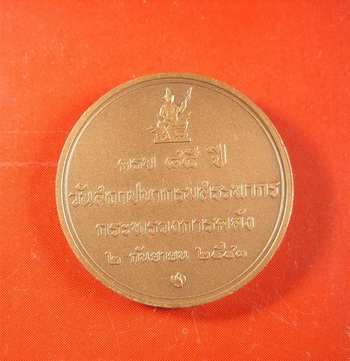 ครบ ๘๕ ปี
วันสถาปนากรมสรรพากร
กระทรวงการคลัง
๒ กันยายน ๒๕๔๓